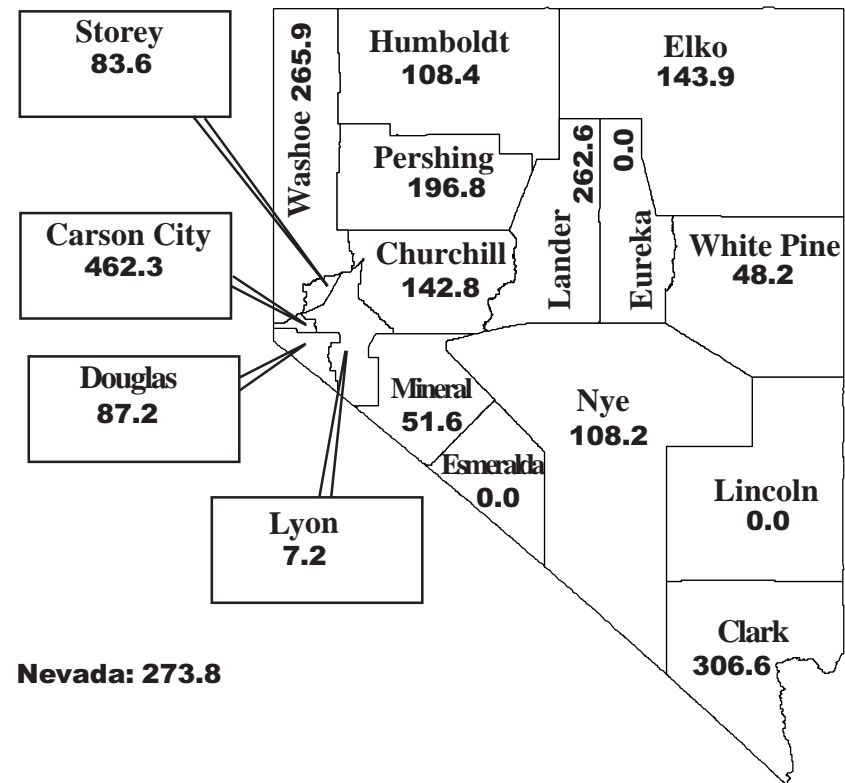 Storey
83.6
Washoe 265.9
Humboldt
108.4
Elko
143.9
Pershing
196.8
Lander 262.6
Eureka 0.0
Carson City
462.3
Churchill
142.8
White Pine
48.2
Douglas
87.2
Mineral
51.6
Nye
108.2
Esmeralda
0.0
Lincoln
0.0
Lyon
7.2
Clark
306.6
Nevada: 273.8